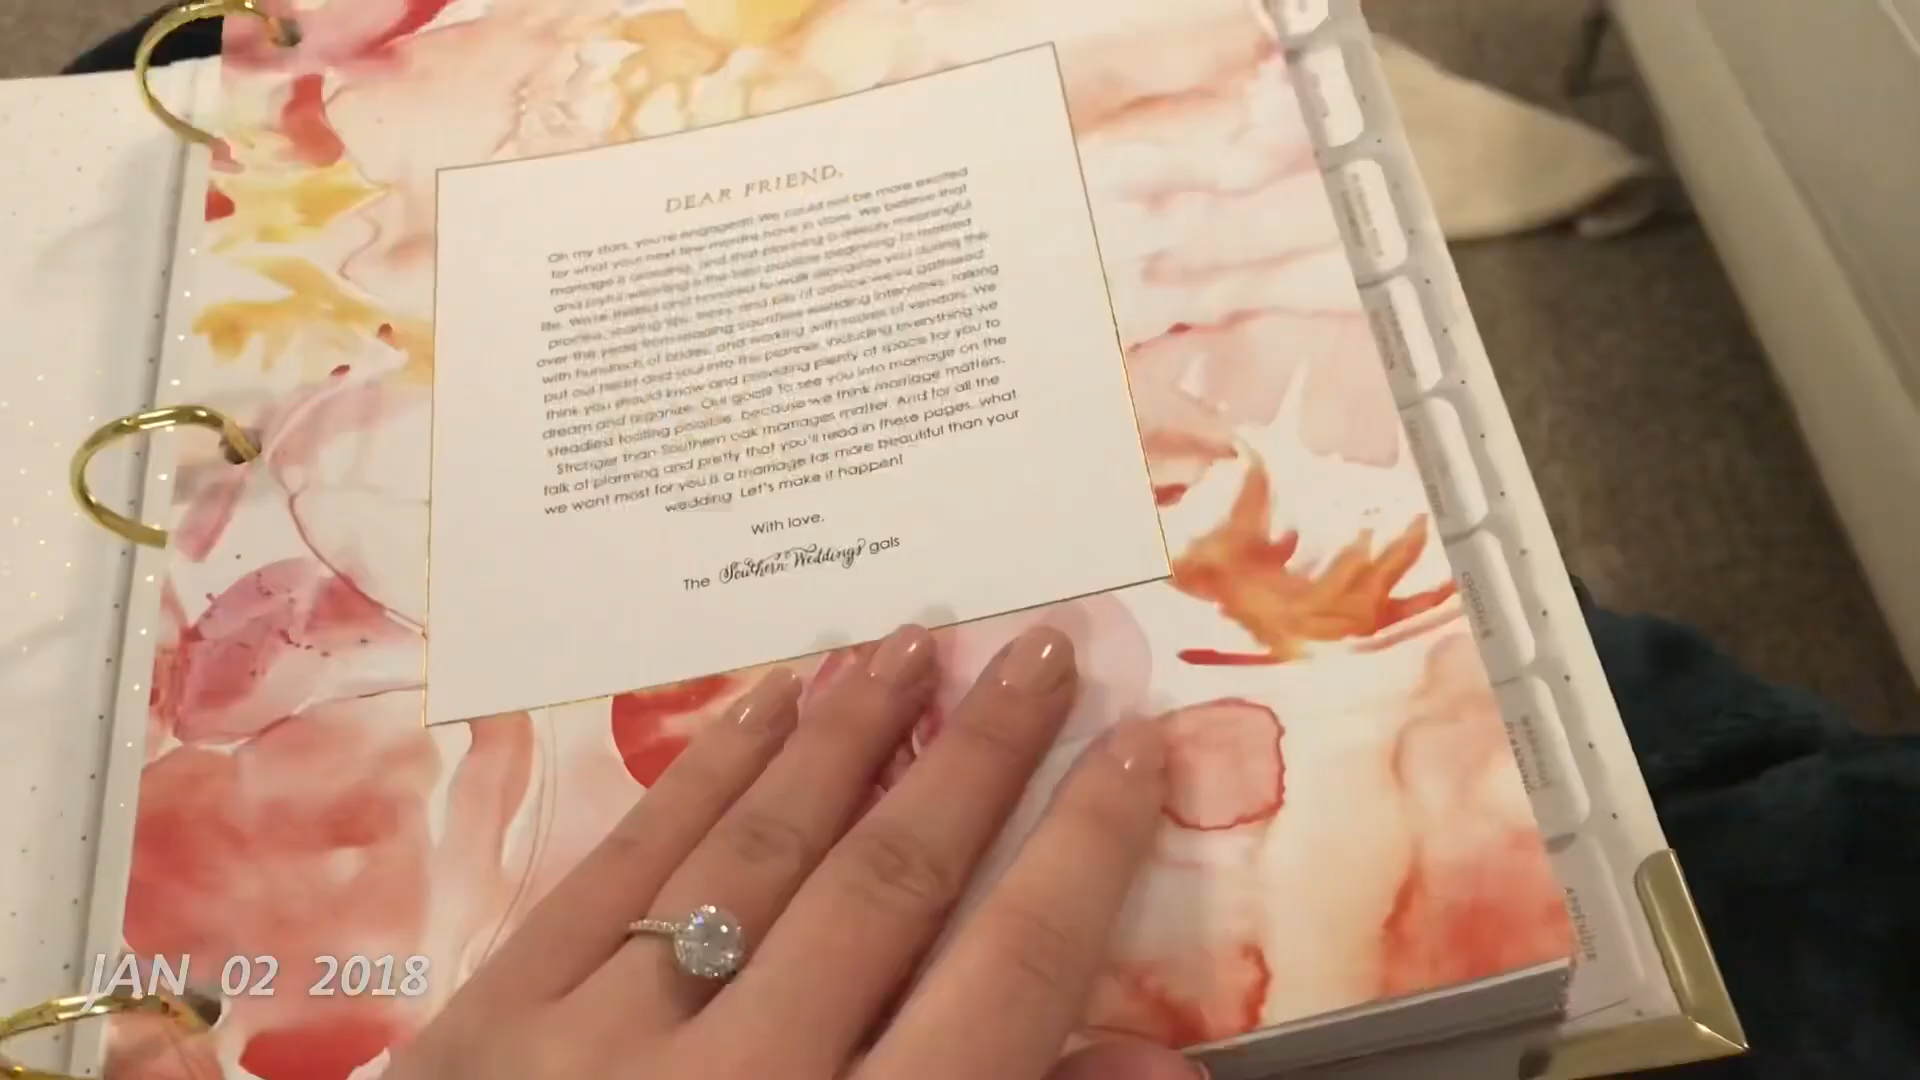 DEAR FRIEND,
Oh my stars, you're engaged!! We could not be more excited
for what your next few months have in store. We believe that
marriage is amazing, and that planning a deeply meaningful
and joyful wedding is the best possible beginning to married
life. We're thrilled and honored to walk alongside you during the
process, sharing tips, tricks, and bits of advice we've gathered
over the years from reading countless wedding interviews, talking
with hundreds of brides, and working with scores of vendors. We
put our heart and soul into this planner, including everything we
think you should know and providing plenty of space for you to
dream and organize. Our goal is to see you into marriage on the
steadiest footing possible, because we think marriage matters.
Stronger than Southern oak marriages matter. And for all the
talk of planning and pretty that you'll read in these pages, what
we want most for you is a marriage far more beautiful than your
wedding. Let's make it happen!
With love,
The Southern Weddings gals
JAN 02 2018